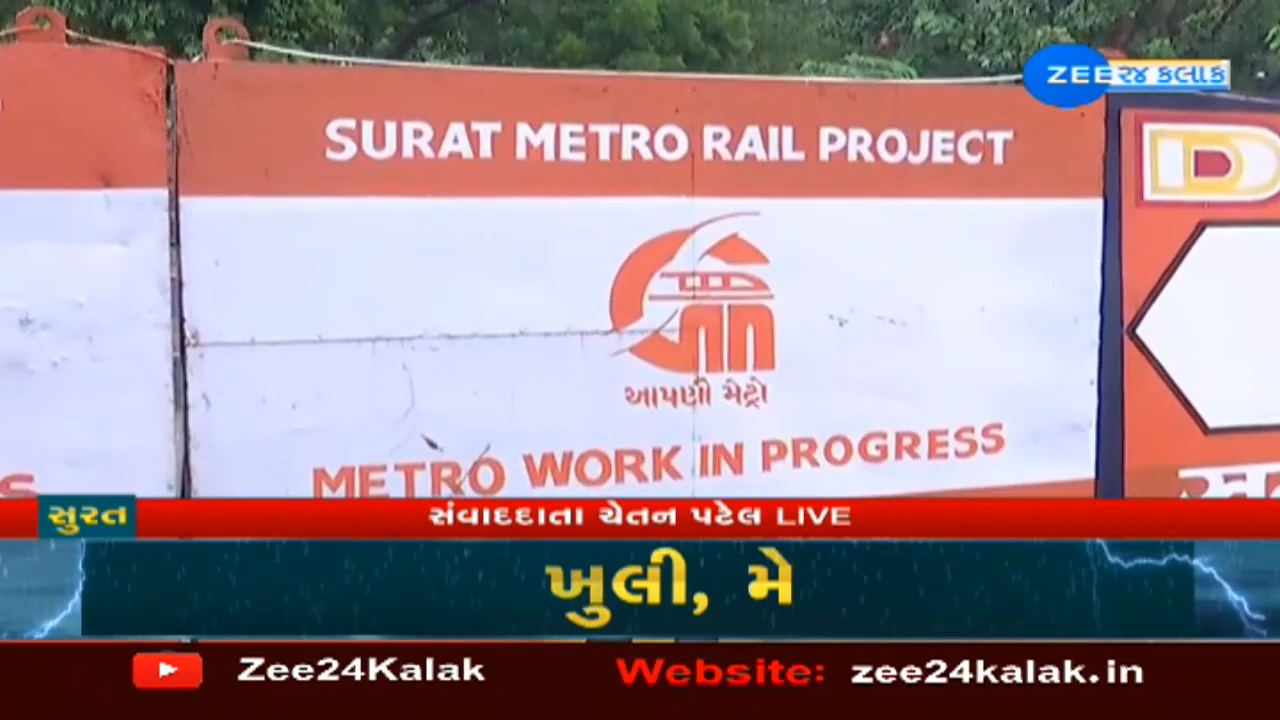 ZEE ૨૪ કલાક
SURAT METRO RAIL PROJECT
આપણી મેટ્રો
METRO WORK IN PROGRESS
S
સુરત
સંવાદદાતા ચેતન પટેલ LIVE
ખુલી, મે
Zee24Kalak
Website: zee24kalak.in